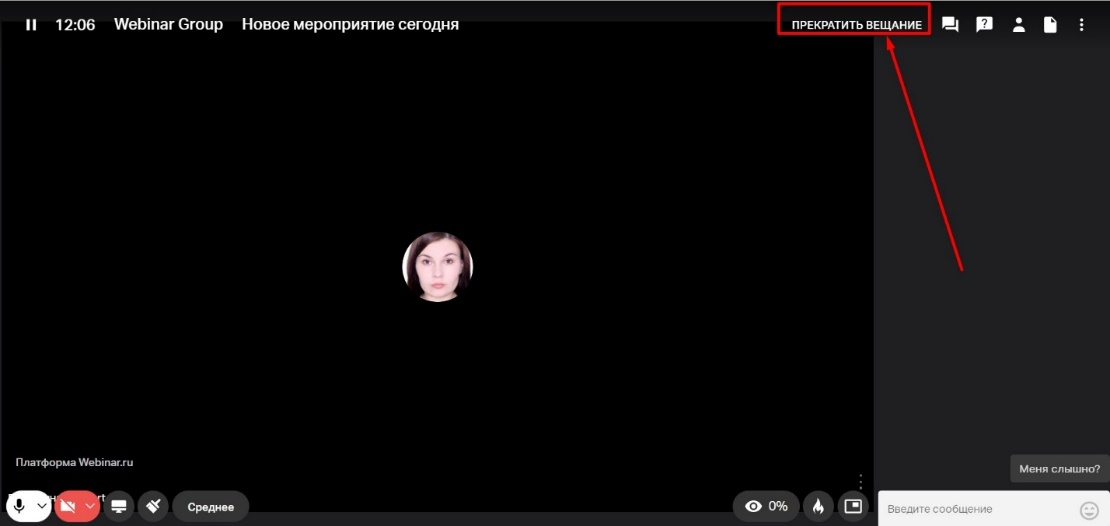 12:06 Webinar Group Новое мероприятие сегодня ПРЕКРАТИТЬ ВЕЩАНИЕ
Платформа Webinar.ru
Меня слышно?
Среднее
0%
Введите сообщение